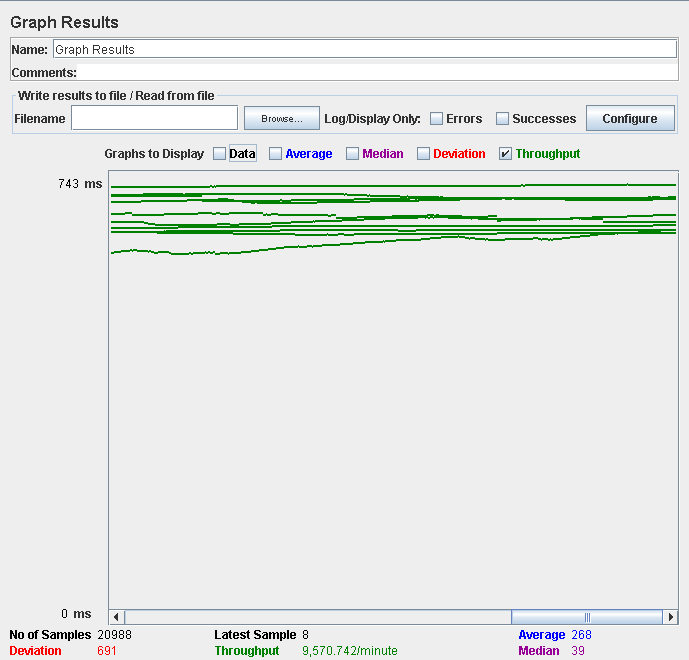 Graph Results
Name: Graph Results
Comments:
Write results to file / Read from file
Filename Browse... Log/Display Only: Errors Successes Configure
Graphs to Display Data Average Median Deviation Throughput
743 ms
0 ms
No of Samples 20988 Latest Sample 8 Average 268
Deviation 691 Throughput 9,570.742/minute Median 39